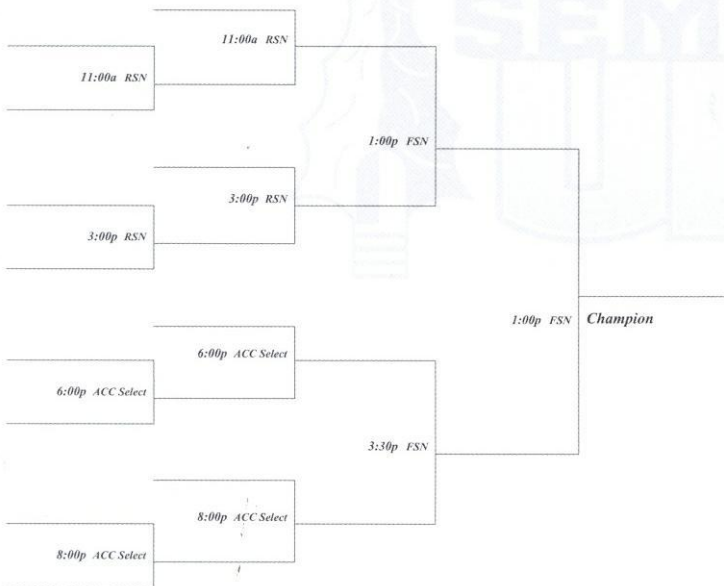 11:00a RSN
11:00a RSN
1:00p FSN
3:00p RSN
3:00p RSN
1:00p FSN
Champion
6:00p ACC Select
6:00p ACC Select
3:30p FSN
8:00p ACC Select
8:00p ACC Select
SEM